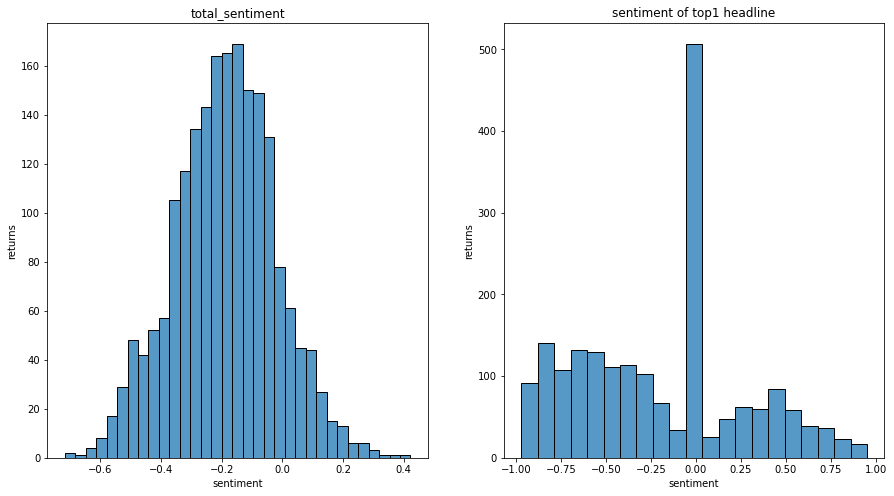 total_sentiment
returns
160
140
120
100
80
60
40
20
0
−0.6 −0.4 −0.2 0.0 0.2 0.4
sentiment
sentiment of top1 headline
returns
500
400
300
200
100
0
−1.00 −0.75 −0.50 −0.25 0.00 0.25 0.50 0.75 1.00
sentiment